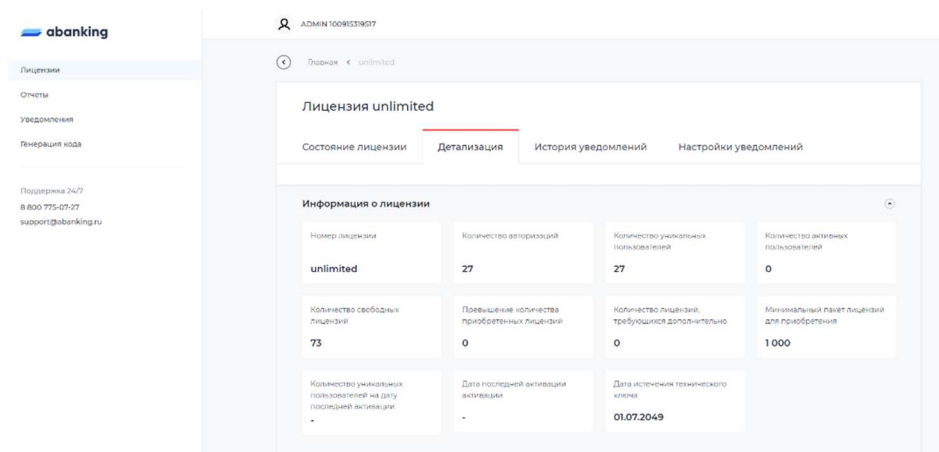 abanking
ADMIN 100915319517
Лицензии
Отчеты
Уведомления
Генерация кода
Поддержка 24/7
8 800 775-07-27
support@abanking.ru
Главная
unlimited
Лицензия unlimited
Состояние лицензии
Детализация
История уведомлений
Настройки уведомлений
Информация о лицензии
Номер лицензии
unlimited
Количество авторизаций
27
Количество уникальных
пользователей
27
Количество активных
пользователей
0
Количество свободных
лицензий
73
Превышение количества
приобретенных лицензий
0
Количество лицензий,
требующихся дополнительно
0
Минимальный пакет лицензий
для приобретения
1 000
Количество уникальных
пользователей на дату
последней активации
-
Дата последней активации
активации
-
Дата истечения технического
ключа
01.07.2049